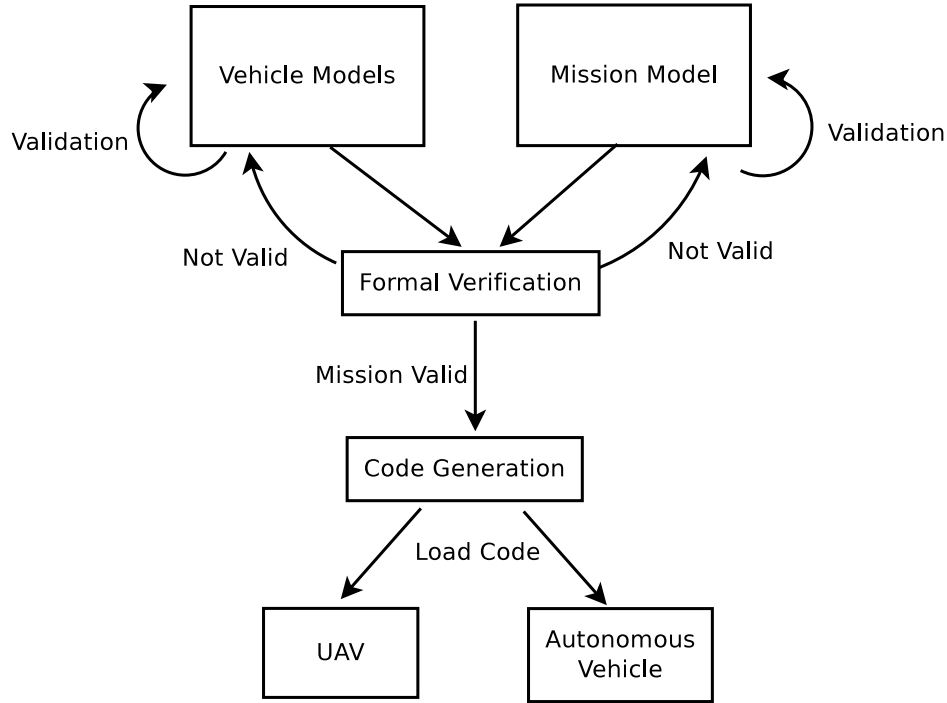 Vehicle Models
Mission Model
Validation
Validation
Not Valid
Not Valid
Formal Verification
Mission Valid
Code Generation
Load Code
UAV
Autonomous
Vehicle